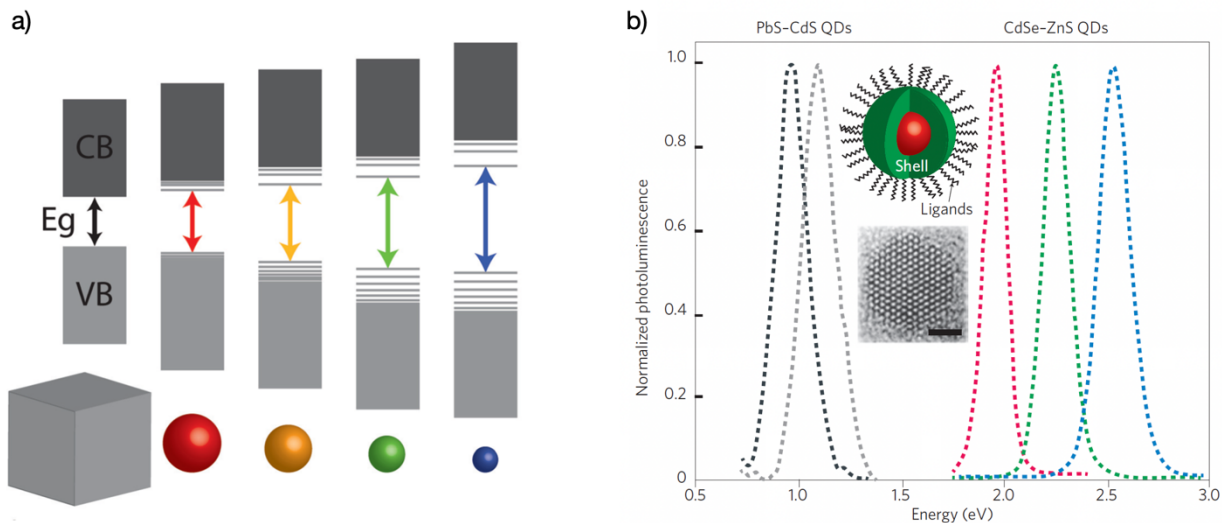 a)
CB
Eg
VB
b)
PbS–CdS QDs
CdSe–ZnS QDs
1.0
0.8
0.6
0.4
0.2
0
Normalized photoluminescence
Shell
Ligands
0.5
1.0
1.5
2.0
2.5
3.0
Energy (eV)